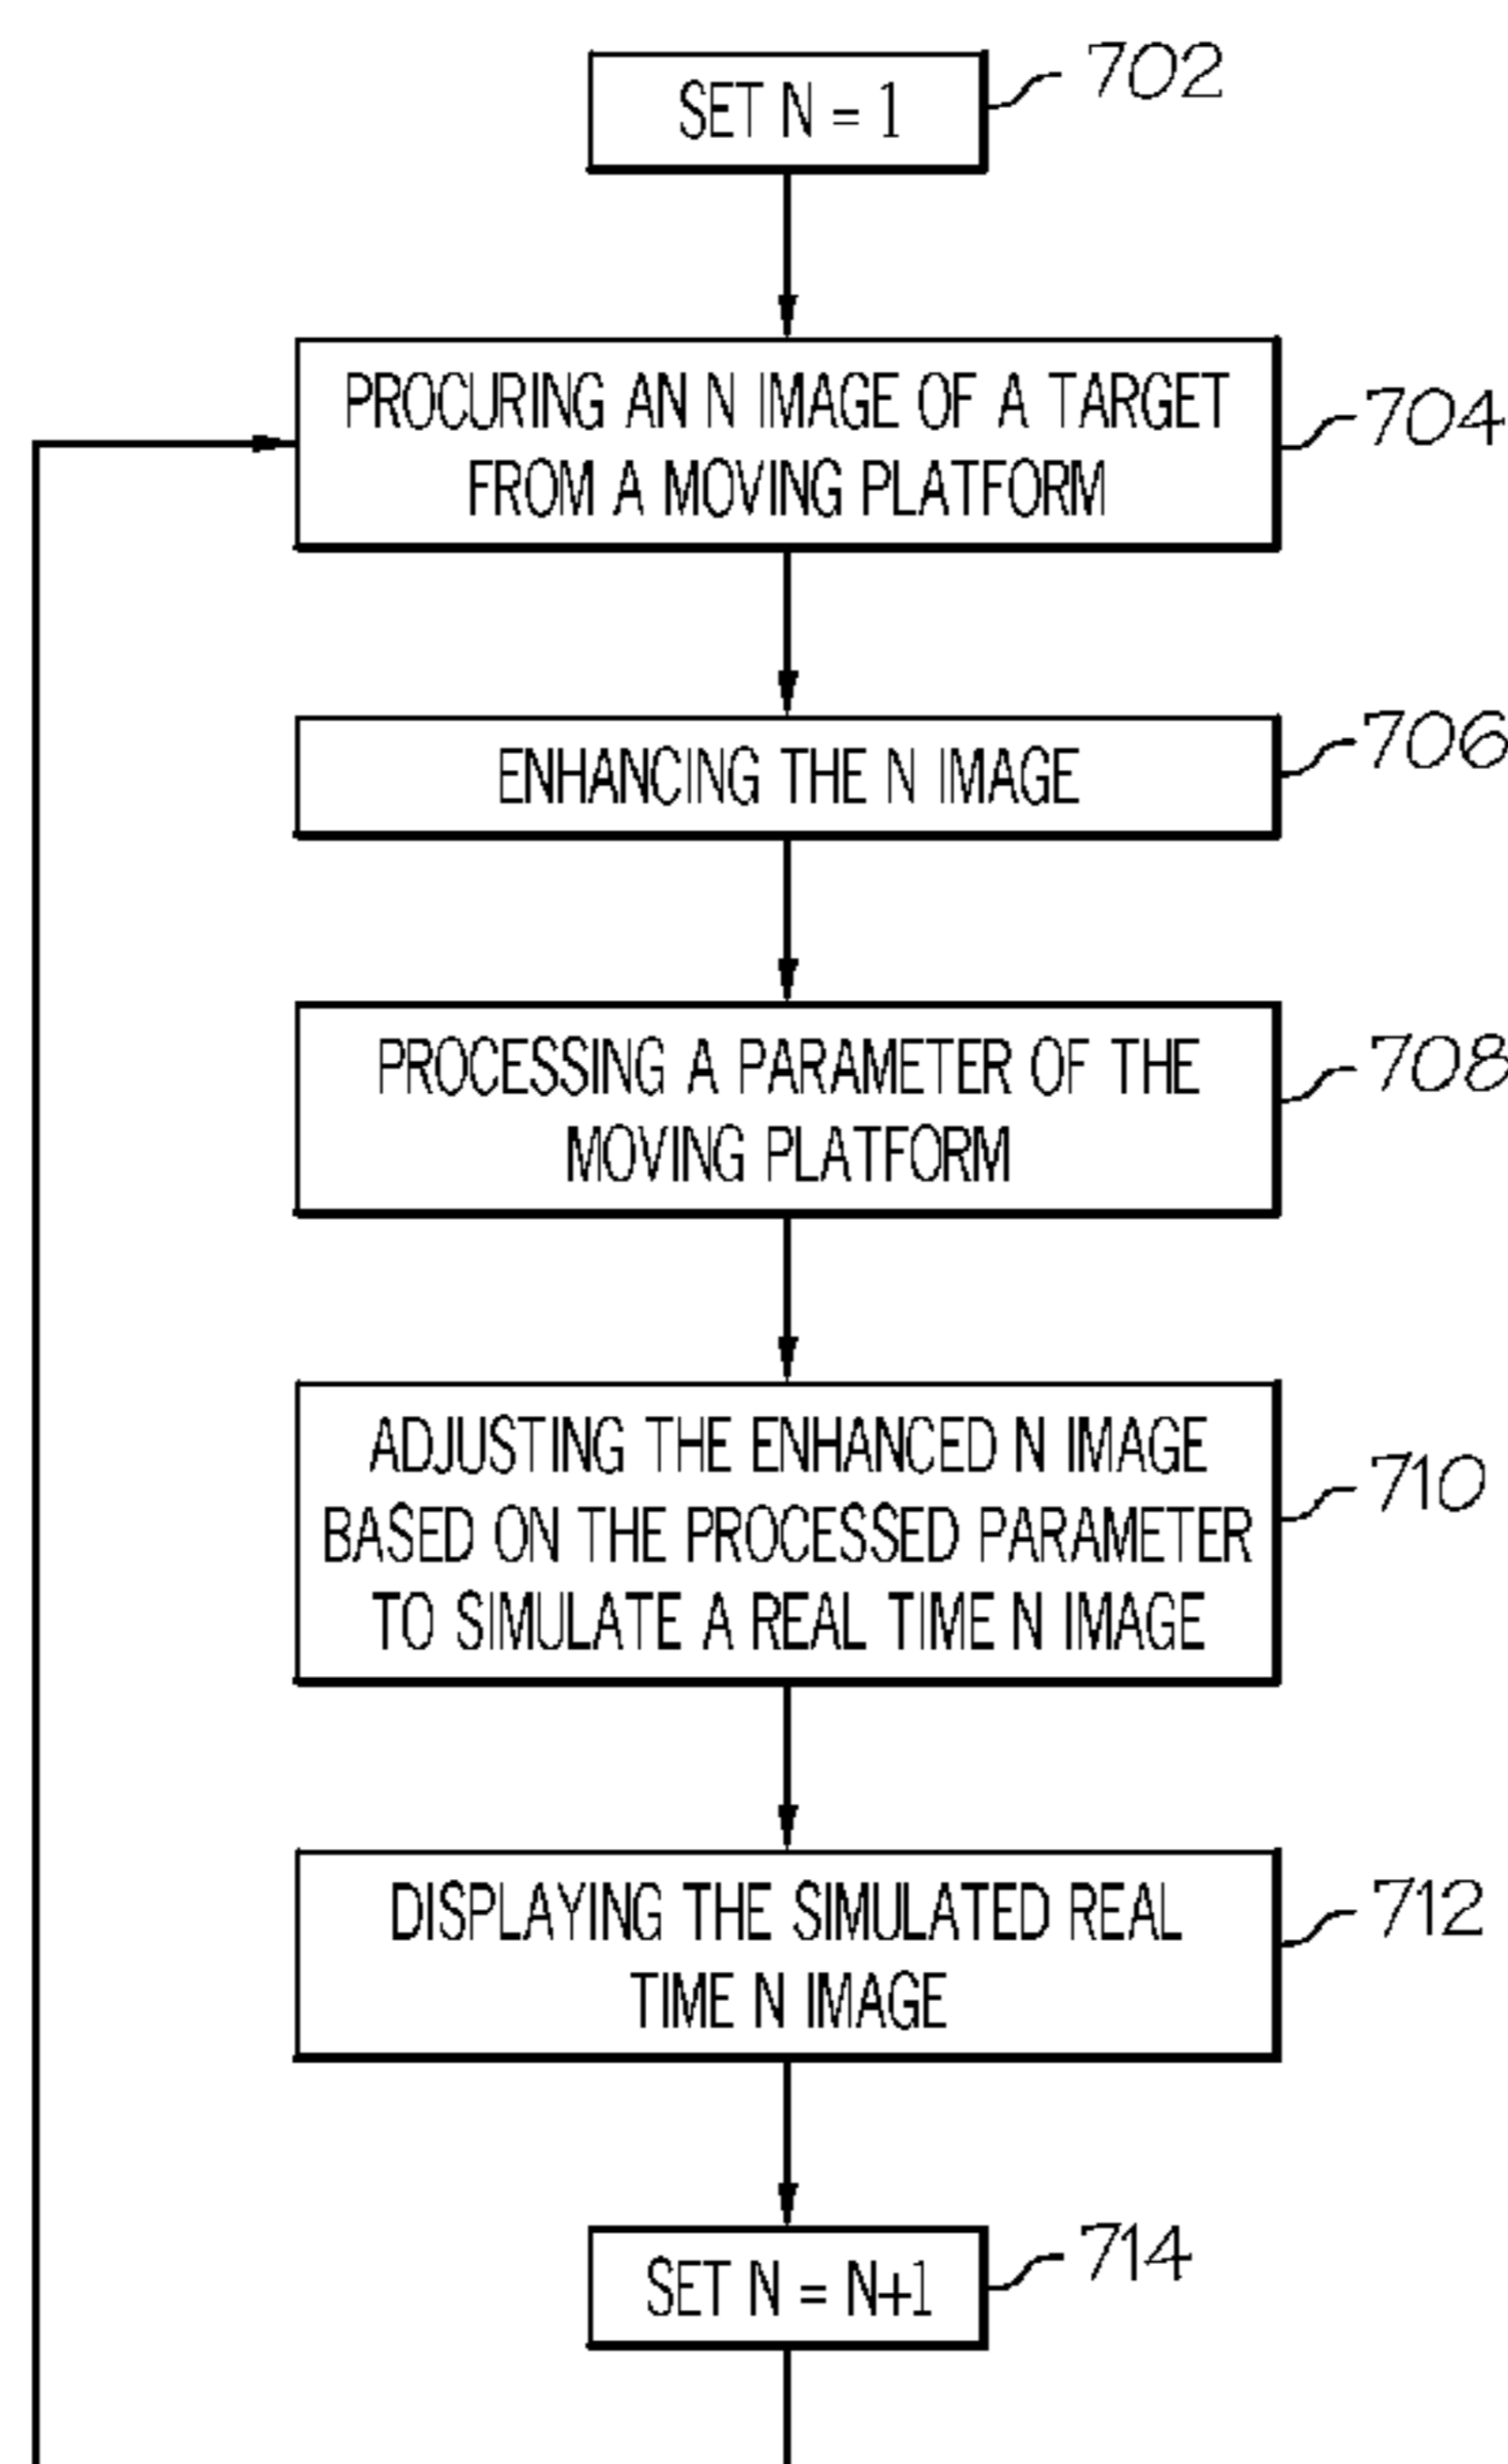 SET N = 1
702
PROCURING AN N IMAGE OF A TARGET
FROM A MOVING PLATFORM
704
ENHANCING THE N IMAGE
706
PROCESSING A PARAMETER OF THE
MOVING PLATFORM
708
ADJUSTING THE ENHANCED N IMAGE
BASED ON THE PROCESSED PARAMETER
TO SIMULATE A REAL TIME N IMAGE
710
DISPLAYING THE SIMULATED REAL
TIME N IMAGE
712
SET N = N+1
714